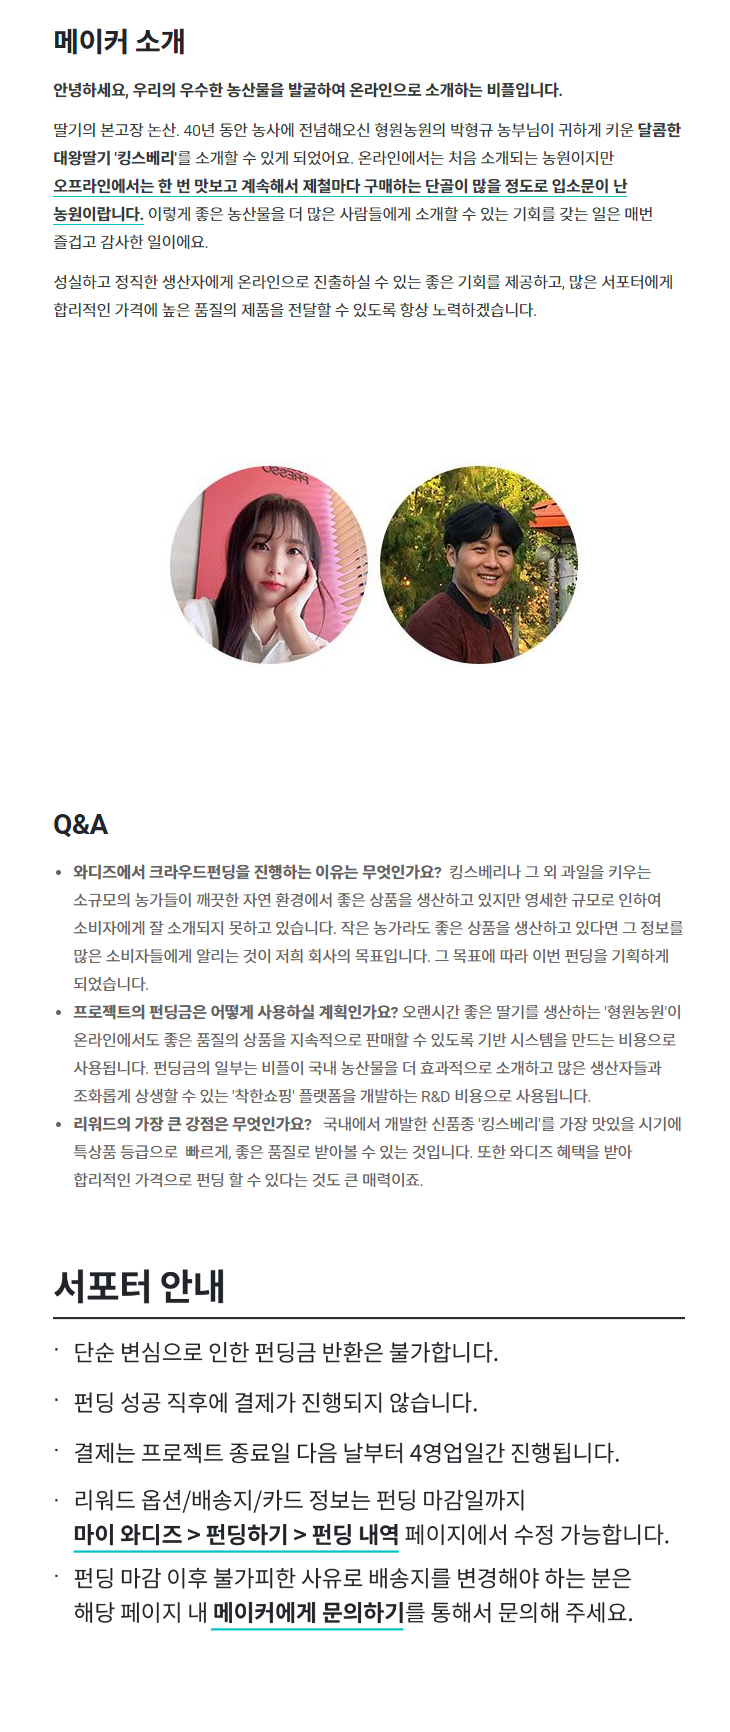 메이커 소개
안녕하세요, 우리의 우수한 농산물을 발굴하여 온라인으로 소개하는 비플입니다.
딸기의 본고장 논산. 40년 동안 농사에 전념해오신 형원농원의 박형규 농부님이 귀하게 키운 달콤한
대왕딸기 '킹스베리'를 소개할 수 있게 되었어요. 온라인에서는 처음 소개되는 농원이지만
오프라인에서는 한 번 맛보고 계속해서 제철마다 구매하는 단골이 많을 정도로 입소문이 난
농원이랍니다. 이렇게 좋은 농산물을 더 많은 사람들에게 소개할 수 있는 기회를 갖는 일은 매번
즐겁고 감사한 일이에요.
성실하고 정직한 생산자에게 온라인으로 진출하실 수 있는 좋은 기회를 제공하고, 많은 서포터에게
합리적인 가격에 높은 품질의 제품을 전달할 수 있도록 항상 노력하겠습니다.
PRESSO
Q&A
• 와디즈에서 크라우드펀딩을 진행하는 이유는 무엇인가요? 킹스베리나 그 외 과일을 키우는
소규모의 농가들이 깨끗한 자연 환경에서 좋은 상품을 생산하고 있지만 영세한 규모로 인하여
소비자에게 잘 소개되지 못하고 있습니다. 작은 농가라도 좋은 상품을 생산하고 있다면 그 정보를
많은 소비자들에게 알리는 것이 저희 회사의 목표입니다. 그 목표에 따라 이번 펀딩을 기획하게
되었습니다.
• 프로젝트의 펀딩금은 어떻게 사용하실 계획인가요? 오랜시간 좋은 딸기를 생산하는 '형원농원'이
온라인에서도 좋은 품질의 상품을 지속적으로 판매할 수 있도록 기반 시스템을 만드는 비용으로
사용됩니다. 펀딩금의 일부는 비플이 국내 농산물을 더 효과적으로 소개하고 많은 생산자들과
조화롭게 상생할 수 있는 '착한쇼핑' 플랫폼을 개발하는 R&D 비용으로 사용됩니다.
• 리워드의 가장 큰 강점은 무엇인가요? 국내에서 개발한 신품종 '킹스베리'를 가장 맛있을 시기에
특상품 등급으로 빠르게, 좋은 품질로 받아볼 수 있는 것입니다. 또한 와디즈 혜택을 받아
합리적인 가격으로 펀딩 할 수 있다는 것도 큰 매력이죠.
서포터 안내
· 단순 변심으로 인한 펀딩금 반환은 불가합니다.
· 펀딩 성공 직후에 결제가 진행되지 않습니다.
· 결제는 프로젝트 종료일 다음 날부터 4영업일간 진행됩니다.
· 리워드 옵션/배송지/카드 정보는 펀딩 마감일까지
마이 와디즈 > 펀딩하기 > 펀딩 내역 페이지에서 수정 가능합니다.
· 펀딩 마감 이후 불가피한 사유로 배송지를 변경해야 하는 분은
해당 페이지 내 메이커에게 문의하기를 통해서 문의해 주세요.